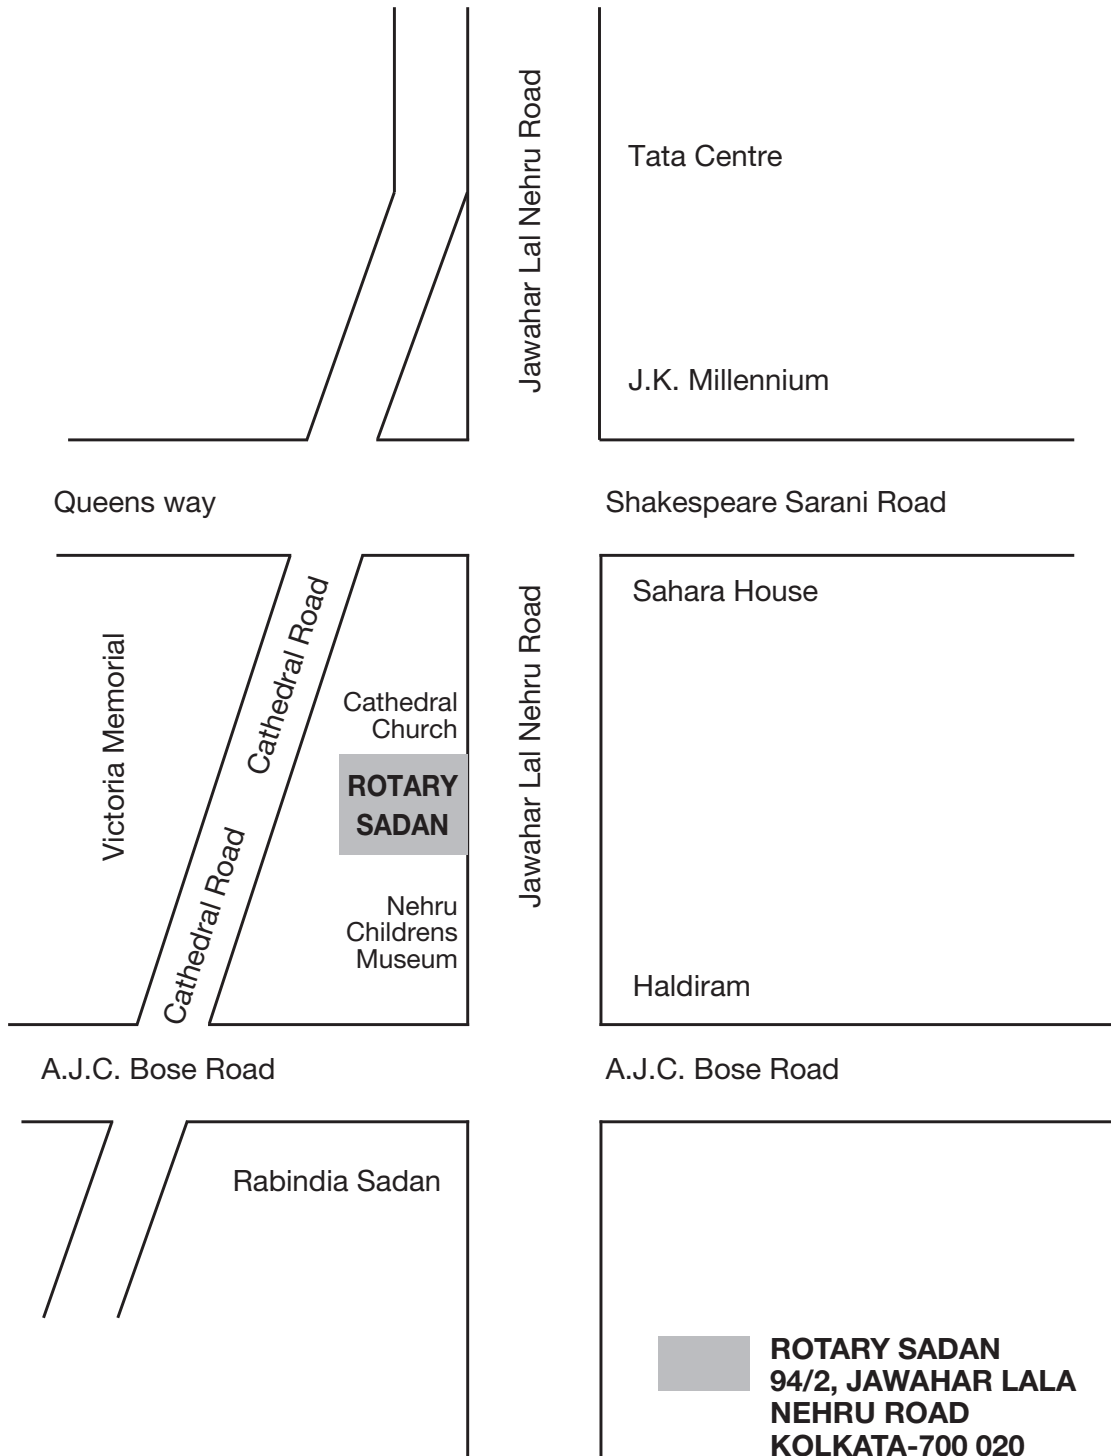 Jawahar Lal Nehru Road
Tata Centre
J.K. Millennium
Queens way
Shakespeare Sarani Road
Sahara House
Cathedral Road
Victoria Memorial
Jawahar Lal Nehru Road
Cathedral
Church
ROTARY
SADAN
Cathedral Road
Nehru
Childrens
Museum
Haldiram
A.J.C. Bose Road
A.J.C. Bose Road
Rabindia Sadan
ROTARY SADAN
94/2, JAWAHAR LALA
NEHRU ROAD
KOLKATA-700 020